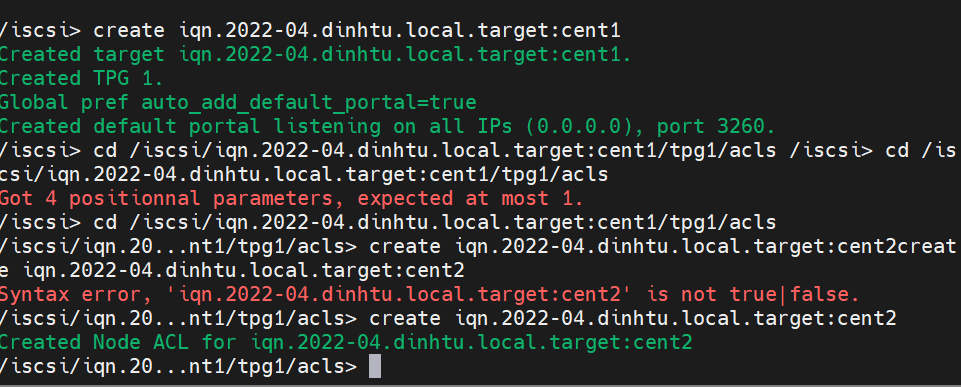 /iscsi> create iqn.2022-04.dinhtu.local.target:cent1
Created target iqn.2022-04.dinhtu.local.target:cent1.
Created TPG 1.
Global pref auto_add_default_portal=true
Created default portal listening on all IPs (0.0.0.0), port 3260.
/iscsi> cd /iscsi/iqn.2022-04.dinhtu.local.target:cent1/tpg1/acls /iscsi> cd /is
csi/iqn.2022-04.dinhtu.local.target:cent1/tpg1/acls
Got 4 positionnal parameters, expected at most 1.
/iscsi> cd /iscsi/iqn.2022-04.dinhtu.local.target:cent1/tpg1/acls
/iscsi/iqn.20...nt1/tpg1/acls> create iqn.2022-04.dinhtu.local.target:cent2creat
e iqn.2022-04.dinhtu.local.target:cent2
Syntax error, 'iqn.2022-04.dinhtu.local.target:cent2' is not true|false.
/iscsi/iqn.20...nt1/tpg1/acls> create iqn.2022-04.dinhtu.local.target:cent2
Created Node ACL for iqn.2022-04.dinhtu.local.target:cent2
/iscsi/iqn.20...nt1/tpg1/acls>